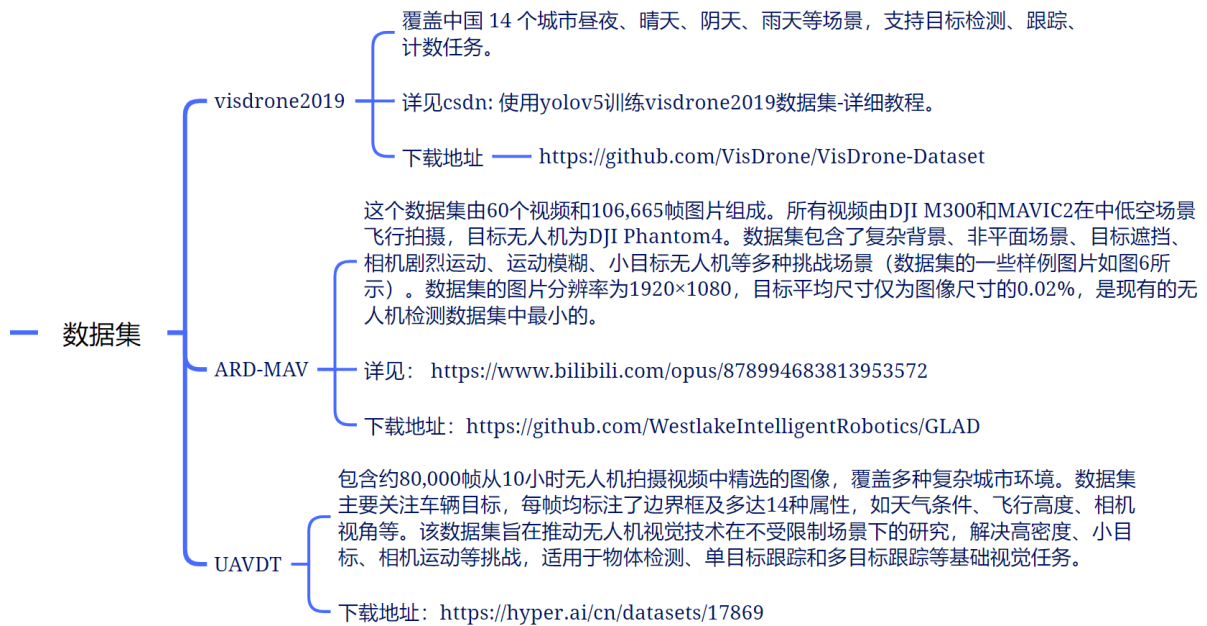 数据集
visdrone2019
覆盖中国 14 个城市昼夜、晴天、阴天、雨天等场景，支持目标检测、跟踪、
计数任务。
详见csdn: 使用yolov5训练visdrone2019数据集-详细教程。
下载地址
https://github.com/VisDrone/VisDrone-Dataset
ARD-MAV
这个数据集由60个视频和106,665帧图片组成。所有视频由DJI M300和MAVIC2在中低空场景
飞行拍摄，目标无人机为DJI Phantom4。数据集包含了复杂背景、非平面场景、目标遮挡、
相机剧烈运动、运动模糊、小目标无人机等多种挑战场景（数据集的一些样例图片如图6所
示）。数据集的图片分辨率为1920×1080，目标平均尺寸仅为图像尺寸的0.02%，是现有的无
人机检测数据集中最小的。
详见： https://www.bilibili.com/opus/878994683813953572
下载地址：https://github.com/WestlakeIntelligentRobotics/GLAD
UAVDT
包含约80,000帧从10小时无人机拍摄视频中精选的图像，覆盖多种复杂城市环境。数据集
主要关注车辆目标，每帧均标注了边界框及多达14种属性，如天气条件、飞行高度、相机
视角等。该数据集旨在推动无人机视觉技术在不受限制场景下的研究，解决高密度、小目
标、相机运动等挑战，适用于物体检测、单目标跟踪和多目标跟踪等基础视觉任务。
下载地址：https://hyper.ai/cn/datasets/17869